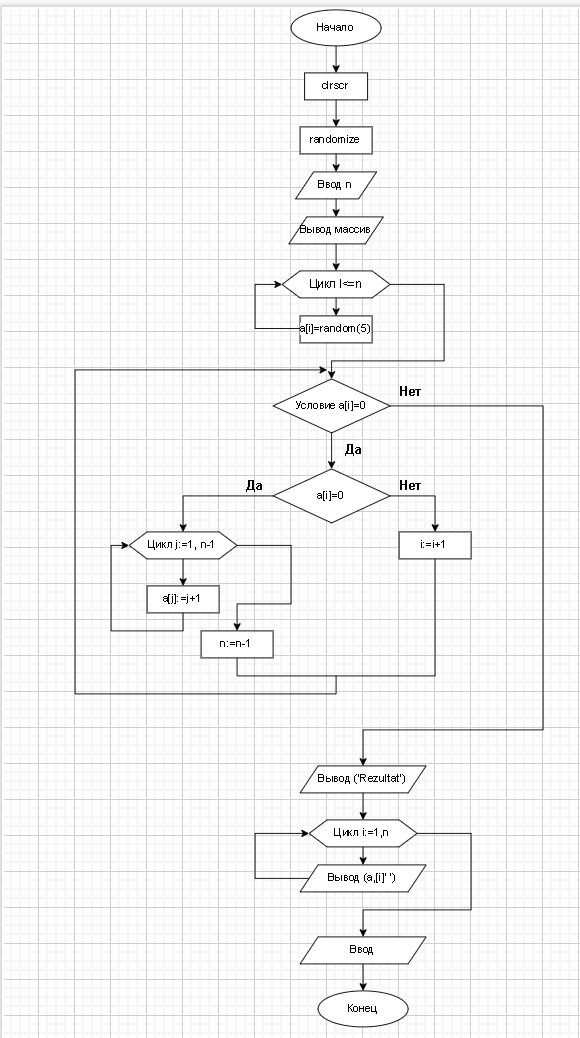 Начало
clrscr
randomize
Ввод n
Вывод массив
Цикл I<=n
a[i]=random(5)
Условие a[i]=0
Нет
Да
a[i]=0
Да
Нет
Цикл j:=1, n-1
i:=i+1
a[j]:=j+1
n:=n-1
Вывод ('Rezultat')
Цикл i:=1,n
Вывод (a,[i]' ')
Ввод
Конец